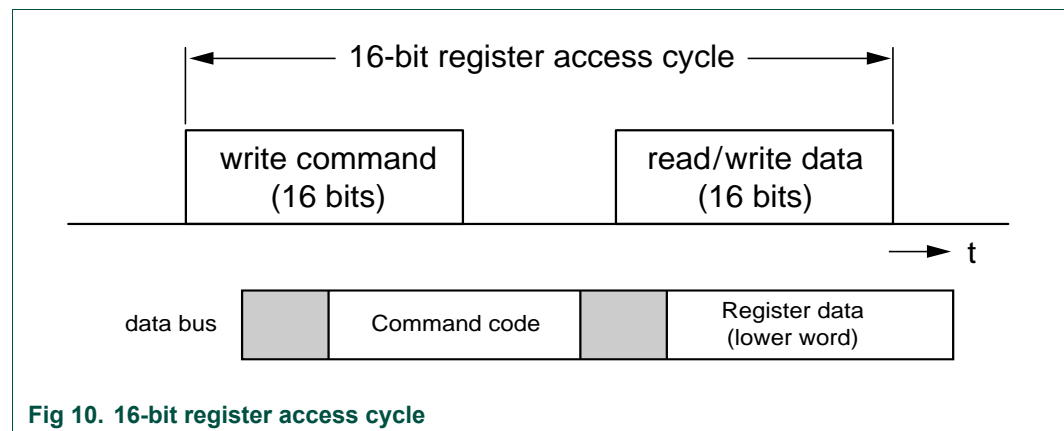 16-bit register access cycle
write command
(16 bits)
read/write data
(16 bits)
t
data bus
Command code
Register data
(lower word)
Fig 10. 16-bit register access cycle